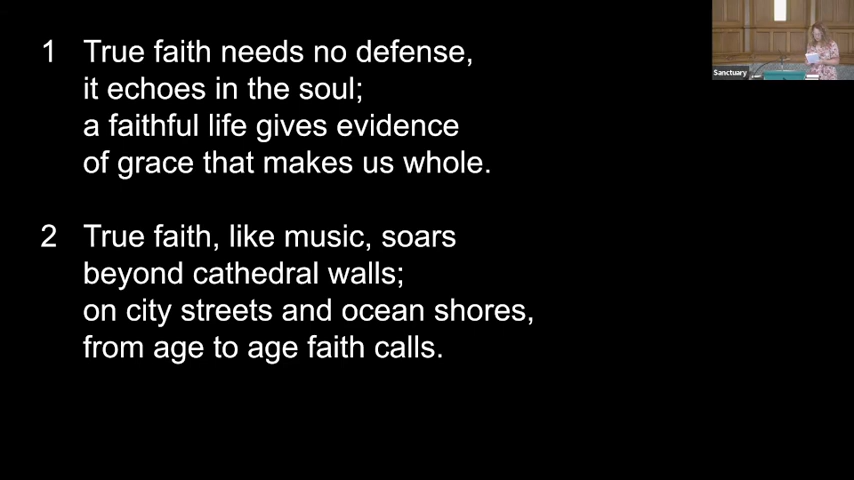 1 True faith needs no defense,
it echoes in the soul;
a faithful life gives evidence
of grace that makes us whole.
2 True faith, like music, soars
beyond cathedral walls;
on city streets and ocean shores,
from age to age faith calls.
Sanctuary